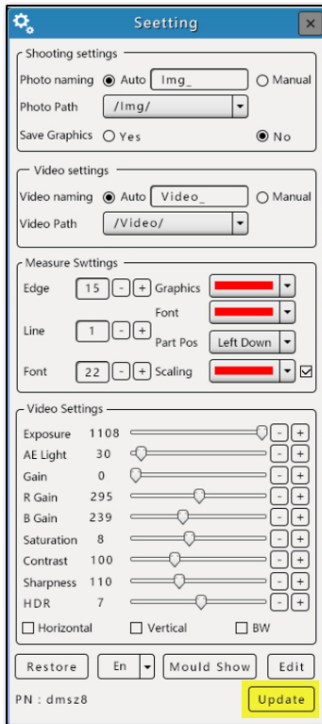 Seetting
Shooting settings
Photo naming Auto Img_ Manual
Photo Path /Img/
Save Graphics Yes No
Video settings
Video naming Auto Video_ Manual
Video Path /Video/
Measure Swttings
Edge 15 - + Graphics
Font
Line 1 - +
Part Pos Left Down
Font 22 - + Scaling
Video Settings
Exposure 1108 - +
AE Light 30 - +
Gain 0 - +
R Gain 295 - +
B Gain 239 - +
Saturation 8 - +
Contrast 100 - +
Sharpness 110 - +
HDR 7 - +
Horizontal Vertical BW
Restore En Mould Show Edit
PN : dmsz8 Update